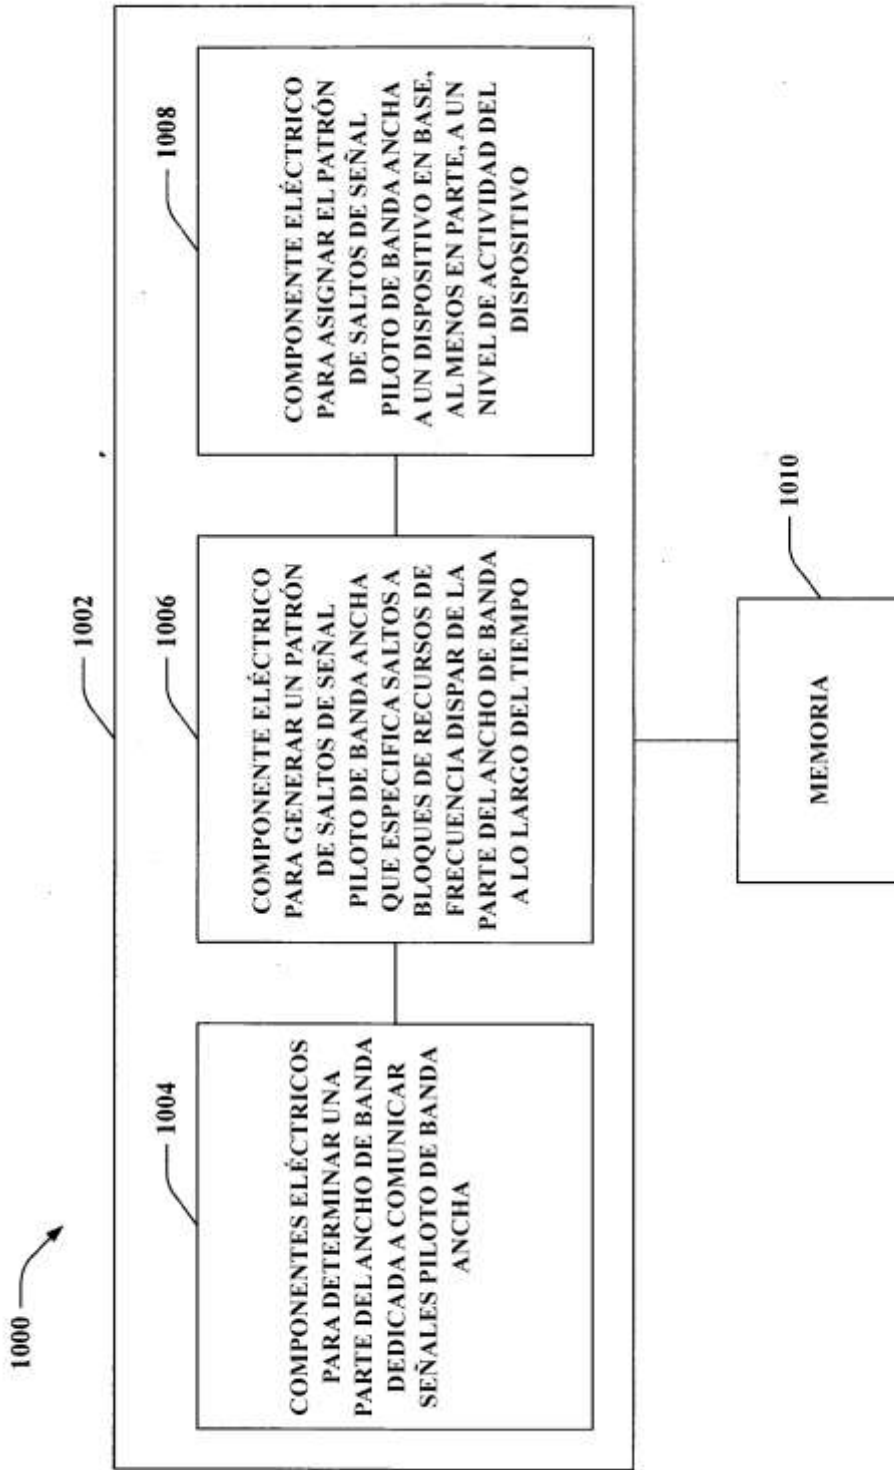 1000
1002
1004
COMPONENTES ELÉCTRICOS
PARA DETERMINAR UNA
PARTE DEL ANCHO DE BANDA
DEDICADA A COMUNICAR
SEÑALES PILOTO DE BANDA
ANCHA
1006
COMPONENTE ELÉCTRICO
PARA GENERAR UN PATRÓN
DE SALTOS DE SEÑAL
PILOTO DE BANDA ANCHA
QUE ESPECIFICA SALTOS A
BLOQUES DE RECURSOS DE
FRECUENCIA DISPAR DE LA
PARTE DEL ANCHO DE BANDA
A LO LARGO DEL TIEMPO
1008
COMPONENTE ELÉCTRICO
PARA ASIGNAR EL PATRÓN
DE SALTOS DE SEÑAL
PILOTO DE BANDA ANCHA
A UN DISPOSITIVO EN BASE,
AL MENOS EN PARTE, A UN
NIVEL DE ACTIVIDAD DEL
DISPOSITIVO
1010
MEMORIA